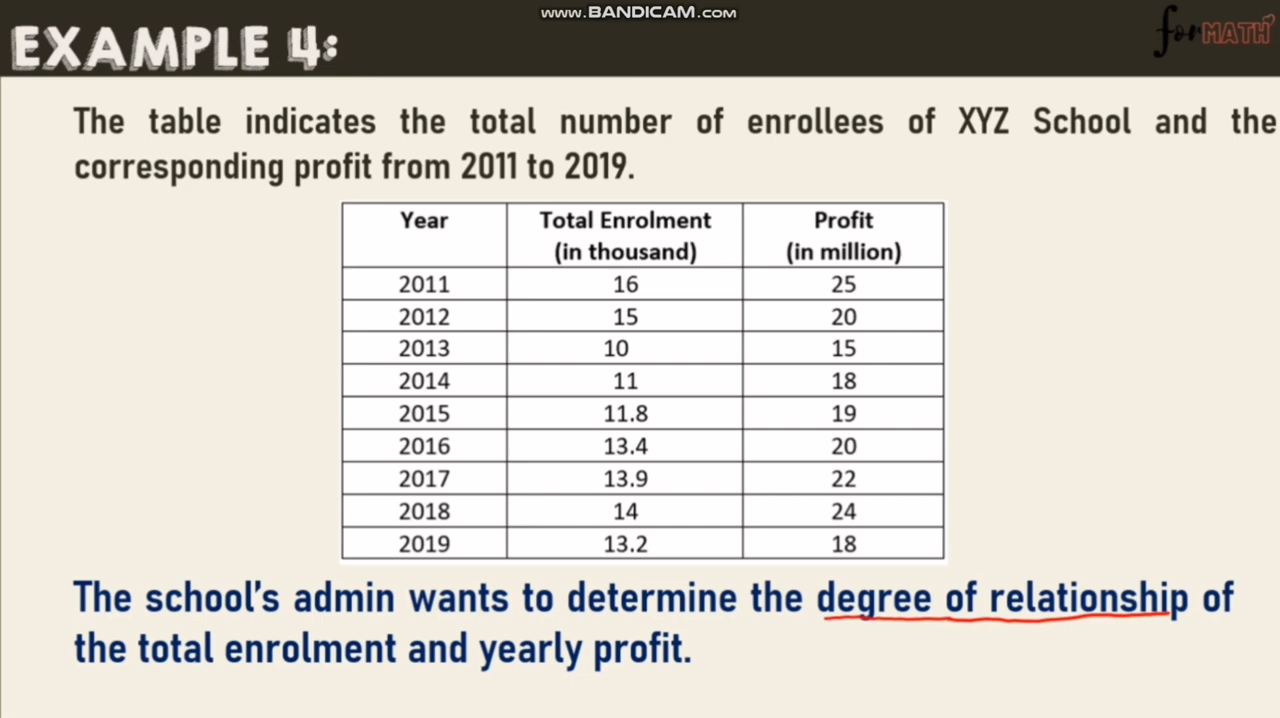 www.BANDICAM.com
EXAMPLE 4:
forMATH
The table indicates the total number of enrollees of XYZ School and the
corresponding profit from 2011 to 2019.
Year Total Enrolment Profit
(in thousand) (in million)
2011 16 25
2012 15 20
2013 10 15
2014 11 18
2015 11.8 19
2016 13.4 20
2017 13.9 22
2018 14 24
2019 13.2 18
The school's admin wants to determine the degree of relationship of
the total enrolment and yearly profit.